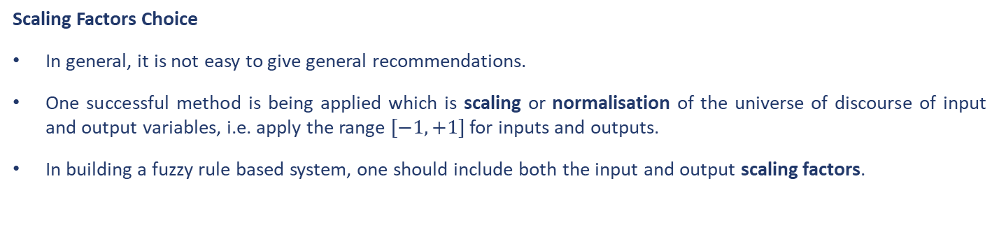 Scaling Factors Choice
• In general, it is not easy to give general recommendations.
• One successful method is being applied which is scaling or normalisation of the universe of discourse of input
and output variables, i.e. apply the range [−1, +1] for inputs and outputs.
• In building a fuzzy rule based system, one should include both the input and output scaling factors.